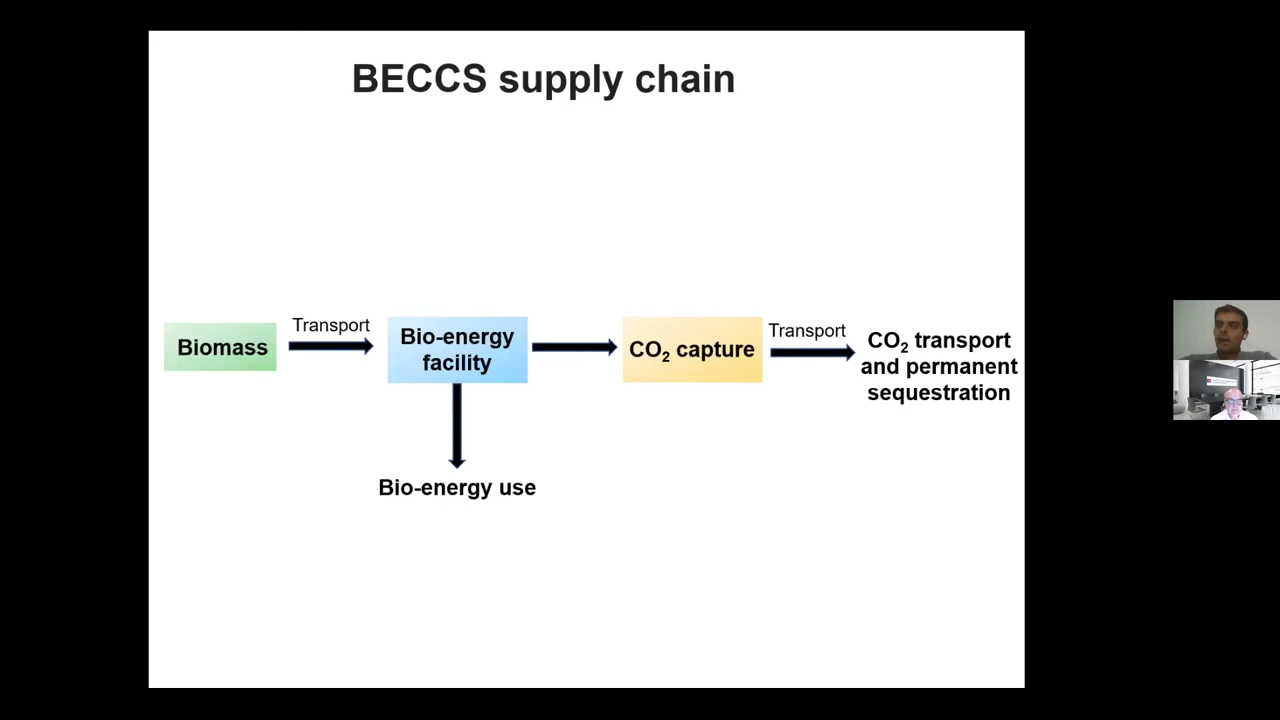 BECCS supply chain
Biomass
Transport
Bio-energy
facility
CO₂ capture
Transport
CO₂ transport
and permanent
sequestration
Bio-energy use